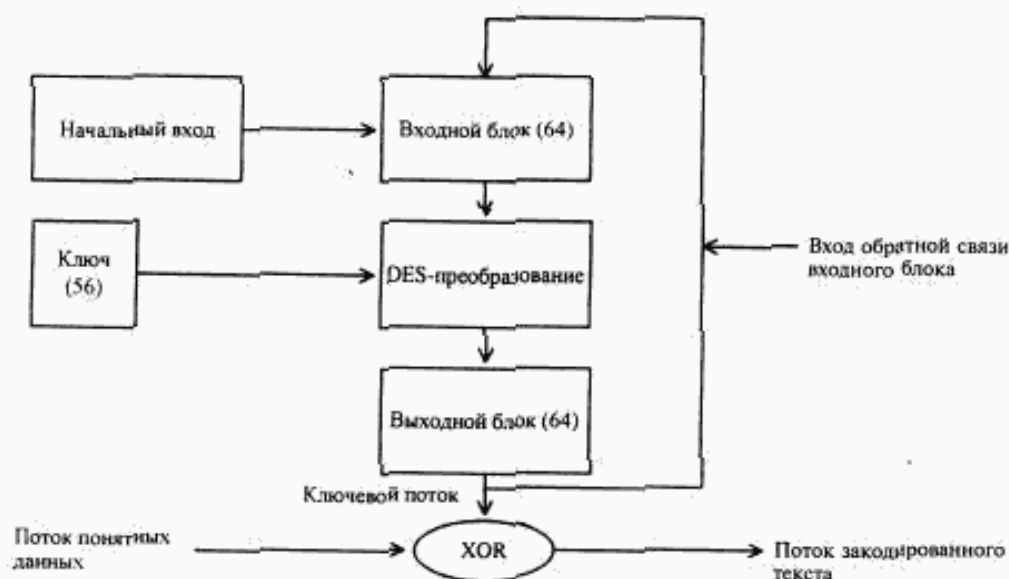 Начальный вход
Входной блок (64)
Ключ
(56)
DES-преобразование
Вход обратной связи
входного блока
Выходной блок (64)
Ключевой поток
Поток понятных
данных
XOR
Поток закодированного
текста